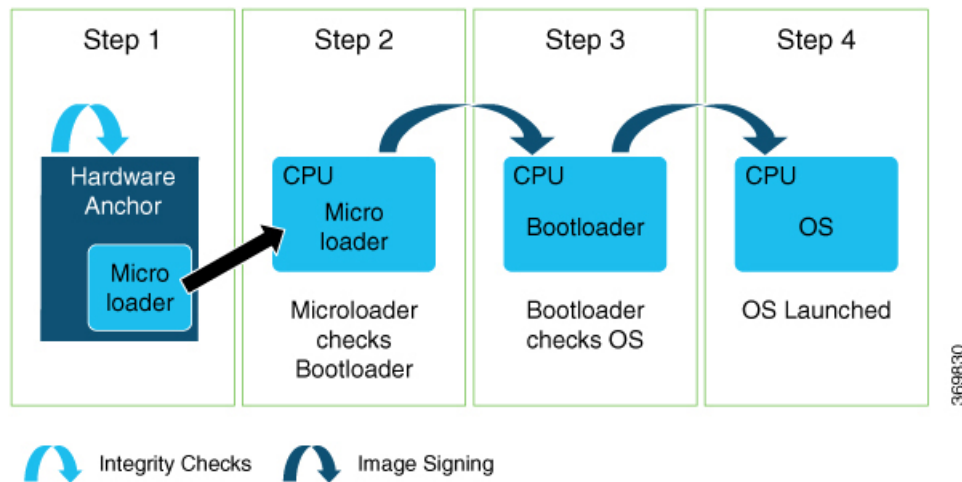 Step 1
Step 2
Step 3
Step 4
Hardware
Anchor
Micro
loader
CPU
Micro
loader
CPU
Bootloader
CPU
OS
Microloader
checks
Bootloader
Bootloader
checks OS
OS Launched
369830
Integrity Checks
Image Signing